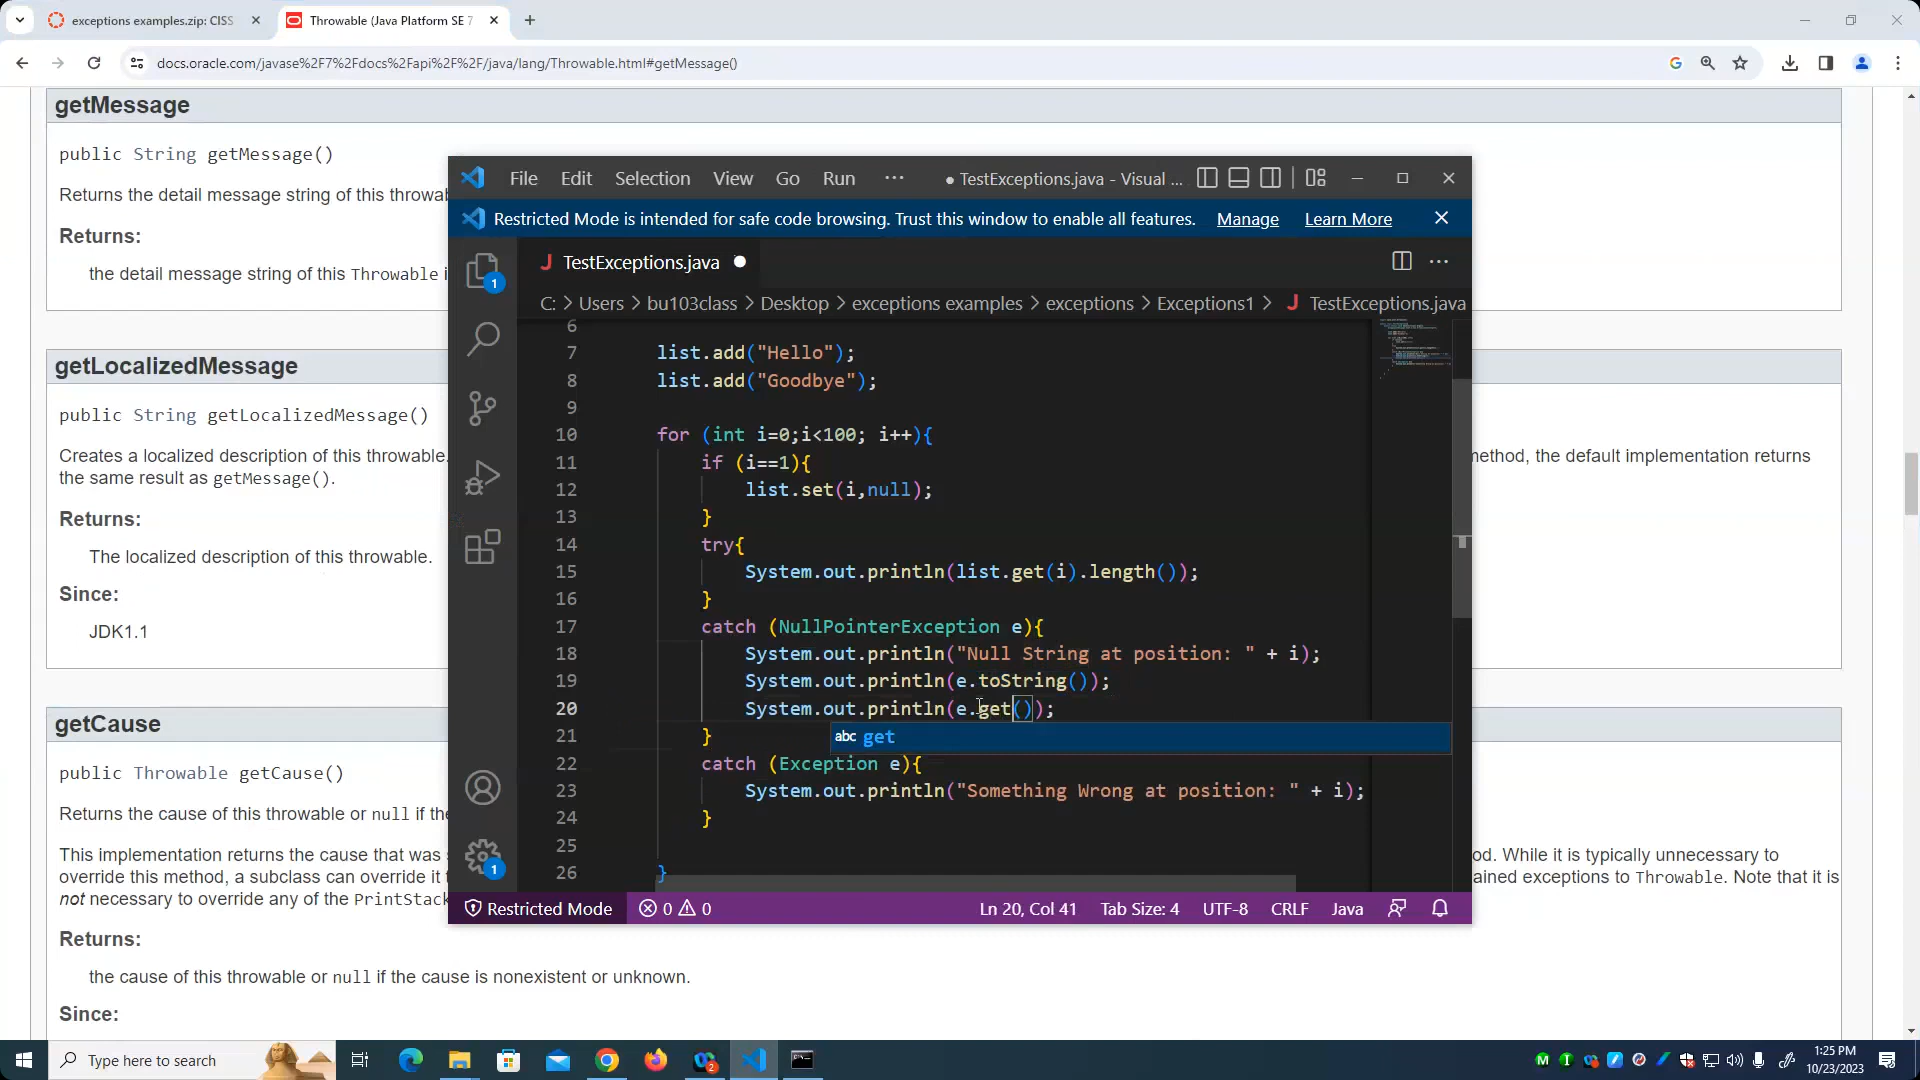 exceptions examples.zip: CISS
Throwable (Java Platform SE 7
docs.oracle.com/javase%2F7%2Fdocs%2Fapi%2F%2F/java/lang/Throwable.html#getMessage()
getMessage
public String getMessage()
Returns the detail message string of this throwab
Returns:
the detail message string of this Throwable i
getLocalizedMessage
public String getLocalizedMessage()
Creates a localized description of this throwable.
method, the default implementation returns
the same result as getMessage().
Returns:
The localized description of this throwable.
Since:
JDK1.1
getCause
public Throwable getCause()
Returns the cause of this throwable or null if the
This implementation returns the cause that was s
od. While it is typically unnecessary to
override this method, a subclass can override it t
ained exceptions to Throwable. Note that it is
not necessary to override any of the PrintStack
Returns:
the cause of this throwable or null if the cause is nonexistent or unknown.
Since:
File Edit Selection View Go Run ··· ● TestExceptions.java - Visual ...
Restricted Mode is intended for safe code browsing. Trust this window to enable all features. Manage Learn More
J TestExceptions.java
1
C: > Users > bu103class > Desktop > exceptions examples > exceptions > Exceptions1 > J TestExceptions.java
6
7 list.add("Hello");
8 list.add("Goodbye");
9
10 for (int i=0;i<100; i++){
11 if (i==1){
12 list.set(i,null);
13 }
14 try{
15 System.out.println(list.get(i).length());
16 }
17 catch (NullPointerException e){
18 System.out.println("Null String at position: " + i);
19 System.out.println(e.toString());
20 System.out.println(e.get());
abc get
21 }
22 catch (Exception e){
23 System.out.println("Something Wrong at position: " + i);
24 }
25
26 }
1
Restricted Mode 0 0 Ln 20, Col 41 Tab Size: 4 UTF-8 CRLF Java
Type here to search
2
1:25 PM
10/23/2023